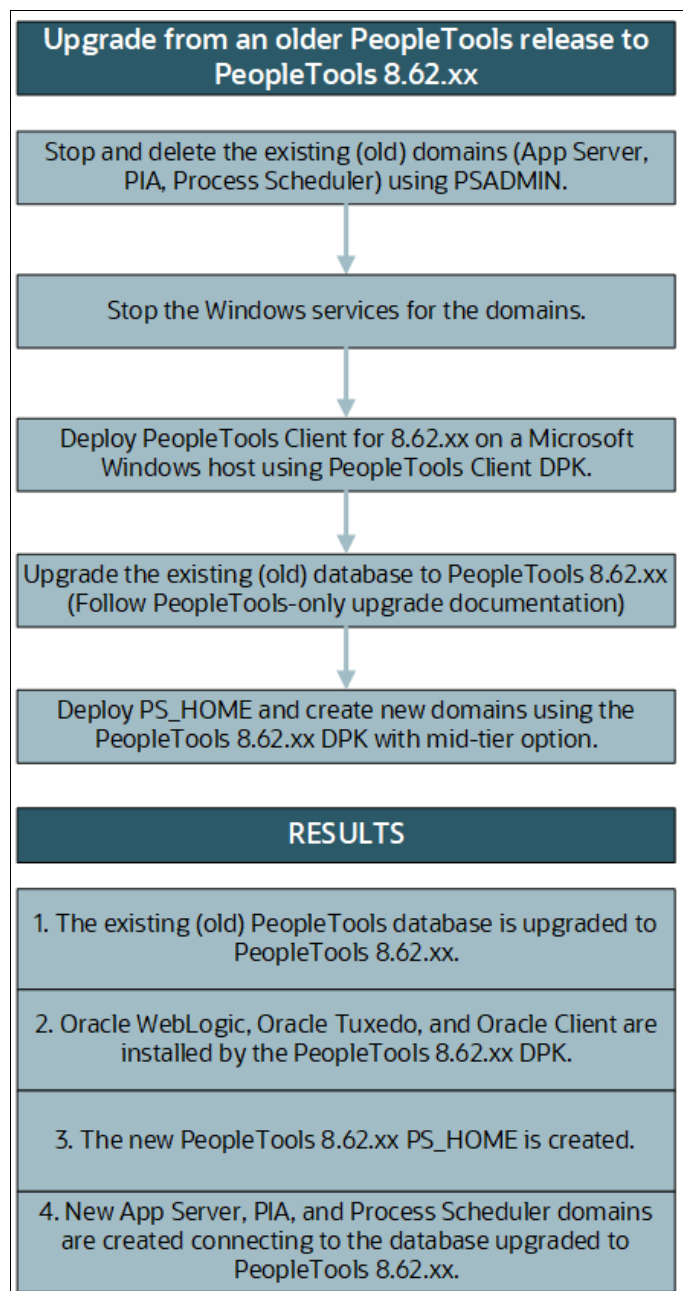 Upgrade from an older PeopleTools release to
PeopleTools 8.62.xx
Stop and delete the existing (old) domains (App Server,
PIA, Process Scheduler) using PSADMIN.
Stop the Windows services for the domains.
Deploy PeopleTools Client for 8.62.xx on a Microsoft
Windows host using PeopleTools Client DPK.
Upgrade the existing (old) database to PeopleTools 8.62.xx
(Follow PeopleTools-only upgrade documentation)
Deploy PS_HOME and create new domains using the
PeopleTools 8.62.xx DPK with mid-tier option.
RESULTS
1. The existing (old) PeopleTools database is upgraded to
PeopleTools 8.62.xx.
2. Oracle WebLogic, Oracle Tuxedo, and Oracle Client are
installed by the PeopleTools 8.62.xx DPK.
3. The new PeopleTools 8.62.xx PS_HOME is created.
4. New App Server, PIA, and Process Scheduler domains
are created connecting to the database upgraded to
PeopleTools 8.62.xx.